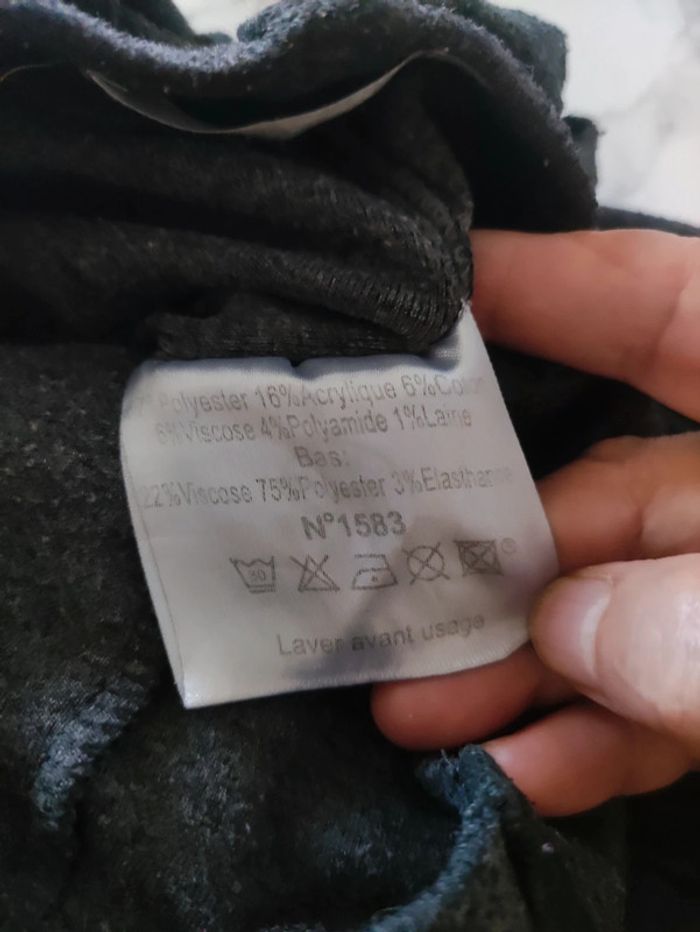 Polyester 16%Acrylique 6%
6%Viscose 4%Polyamide 1%Laine
Bas:
22%Viscose 75%Polyester 3%Elasthanne
N°1583
30
Laver avant usage